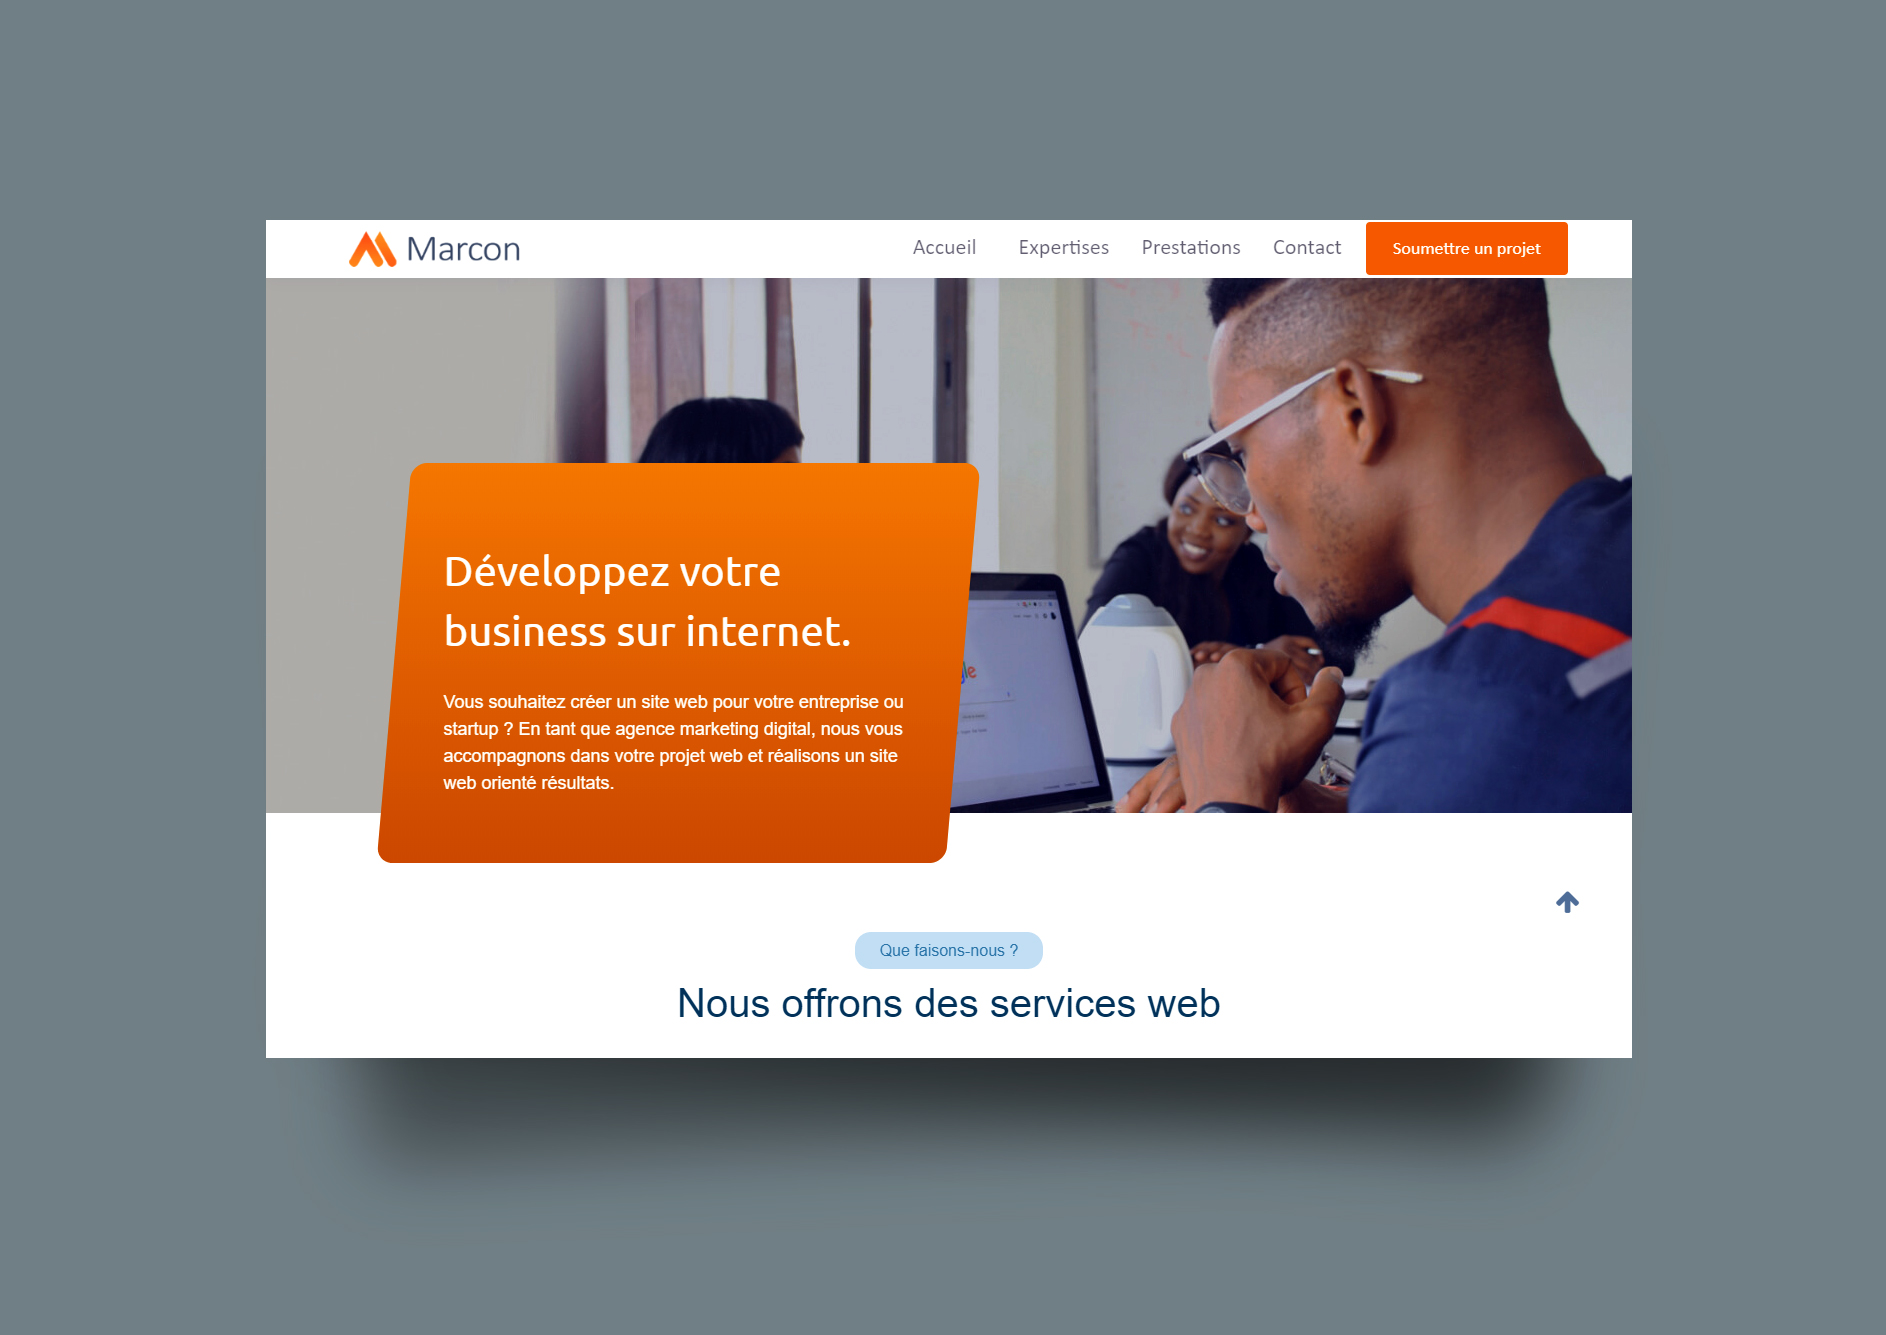 Marcon
Accueil
Expertises
Prestations
Contact
Soumettre un projet
Développez votre
business sur internet.
Vous souhaitez créer un site web pour votre entreprise ou
startup ? En tant que agence marketing digital, nous vous
accompagnons dans votre projet web et réalisons un site
web orienté résultats.
Que faisons-nous ?
Nous offrons des services web